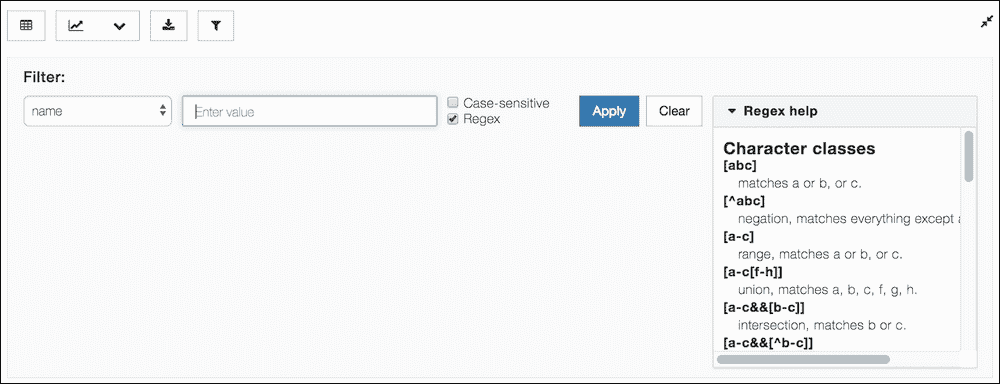 Filter:
name
Enter value
Case-sensitive
Regex
Apply
Clear
Regex help
Character classes
[abc]
matches a or b, or c.
[^abc]
negation, matches everything except a
[a-c]
range, matches a or b, or c.
[a-c[f-h]]
union, matches a, b, c, f, g, h.
[a-c&&[b-c]]
intersection, matches b or c.
[a-c&&[^b-c]]